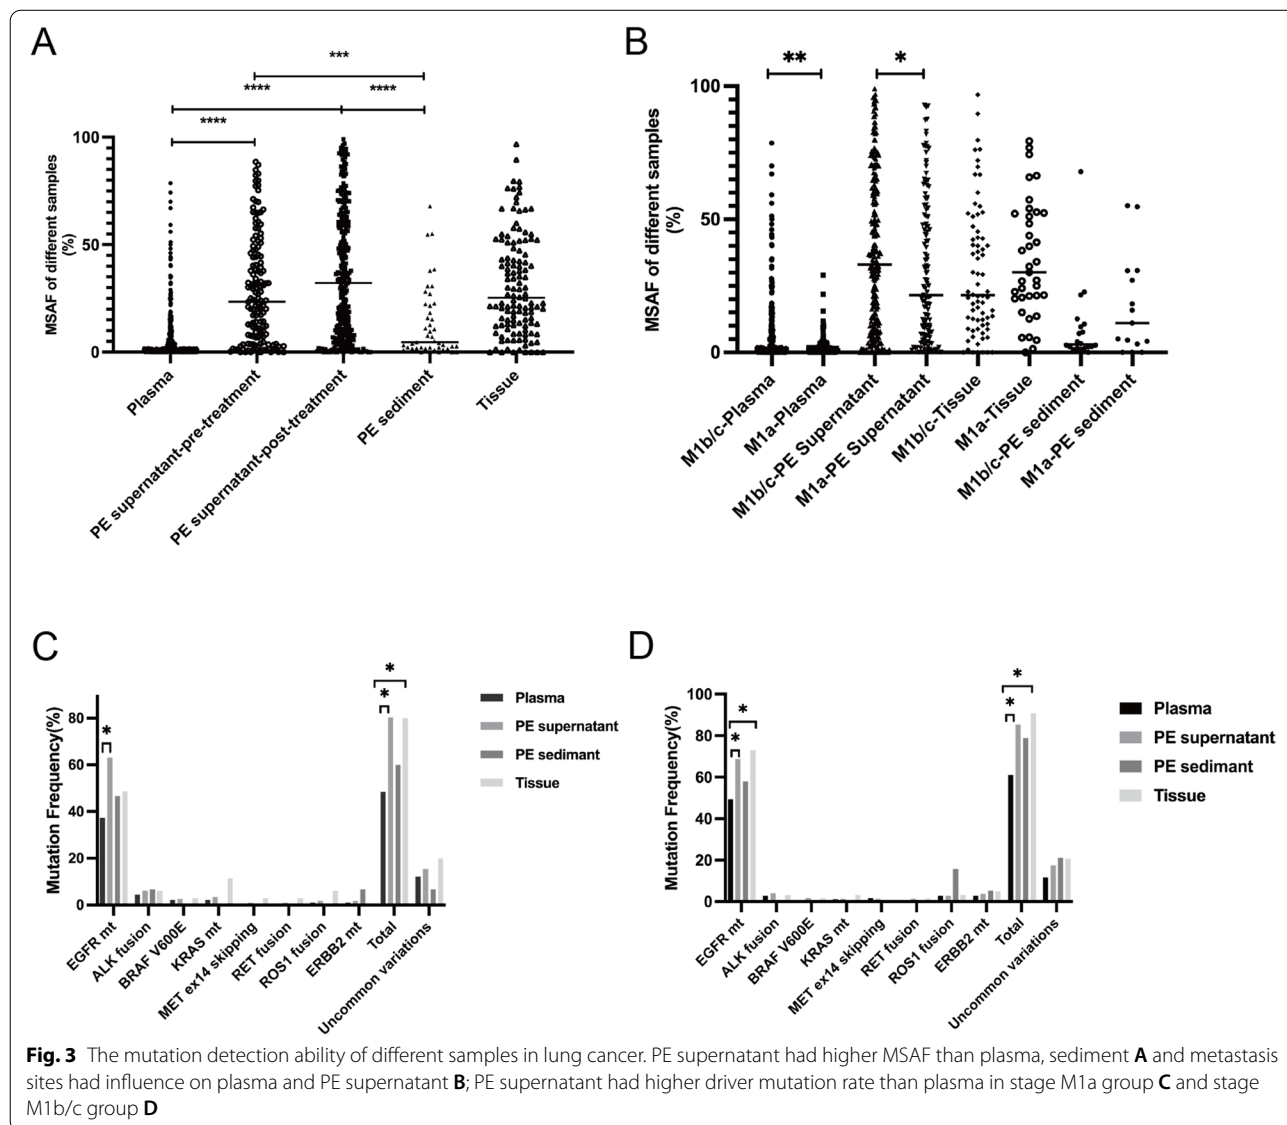 A
***
****
****
****
MSAF of different samples
(%)
100
50
0
Plasma
PE supernatant-pre-treatment
PE supernatant-post-treatment
PE sediment
Tissue
B
**
*
MSAF of different samples
(%)
100
50
0
M1b/c-Plasma
M1a-Plasma
M1b/c-PE Supernatant
M1a-PE Supernatant
M1b/c-Tissue
M1a-Tissue
M1b/c-PE sediment
M1a-PE sediment
C
*
*
*
Mutation Frequency(%)
80
60
40
20
0
EGFR mt
ALK fusion
BRAF V600E
KRAS mt
MET ex14 skipping
RET fusion
ROS1 fusion
ERBB2 mt
Total
Uncommon variations
Plasma
PE supernatant
PE sedimant
Tissue
D
*
*
*
*
Mutation Frequency(%)
100
80
60
40
20
0
EGFR mt
ALK fusion
BRAF V600E
KRAS mt
MET ex14 skipping
RET fusion
ROS1 fusion
ERBB2 mt
Total
Uncommon variations
Plasma
PE supernatant
PE sedimant
Tissue
Fig. 3 The mutation detection ability of different samples in lung cancer. PE supernatant had higher MSAF than plasma, sediment A and metastasis
sites had influence on plasma and PE supernatant B; PE supernatant had higher driver mutation rate than plasma in stage M1a group C and stage
M1b/c group D